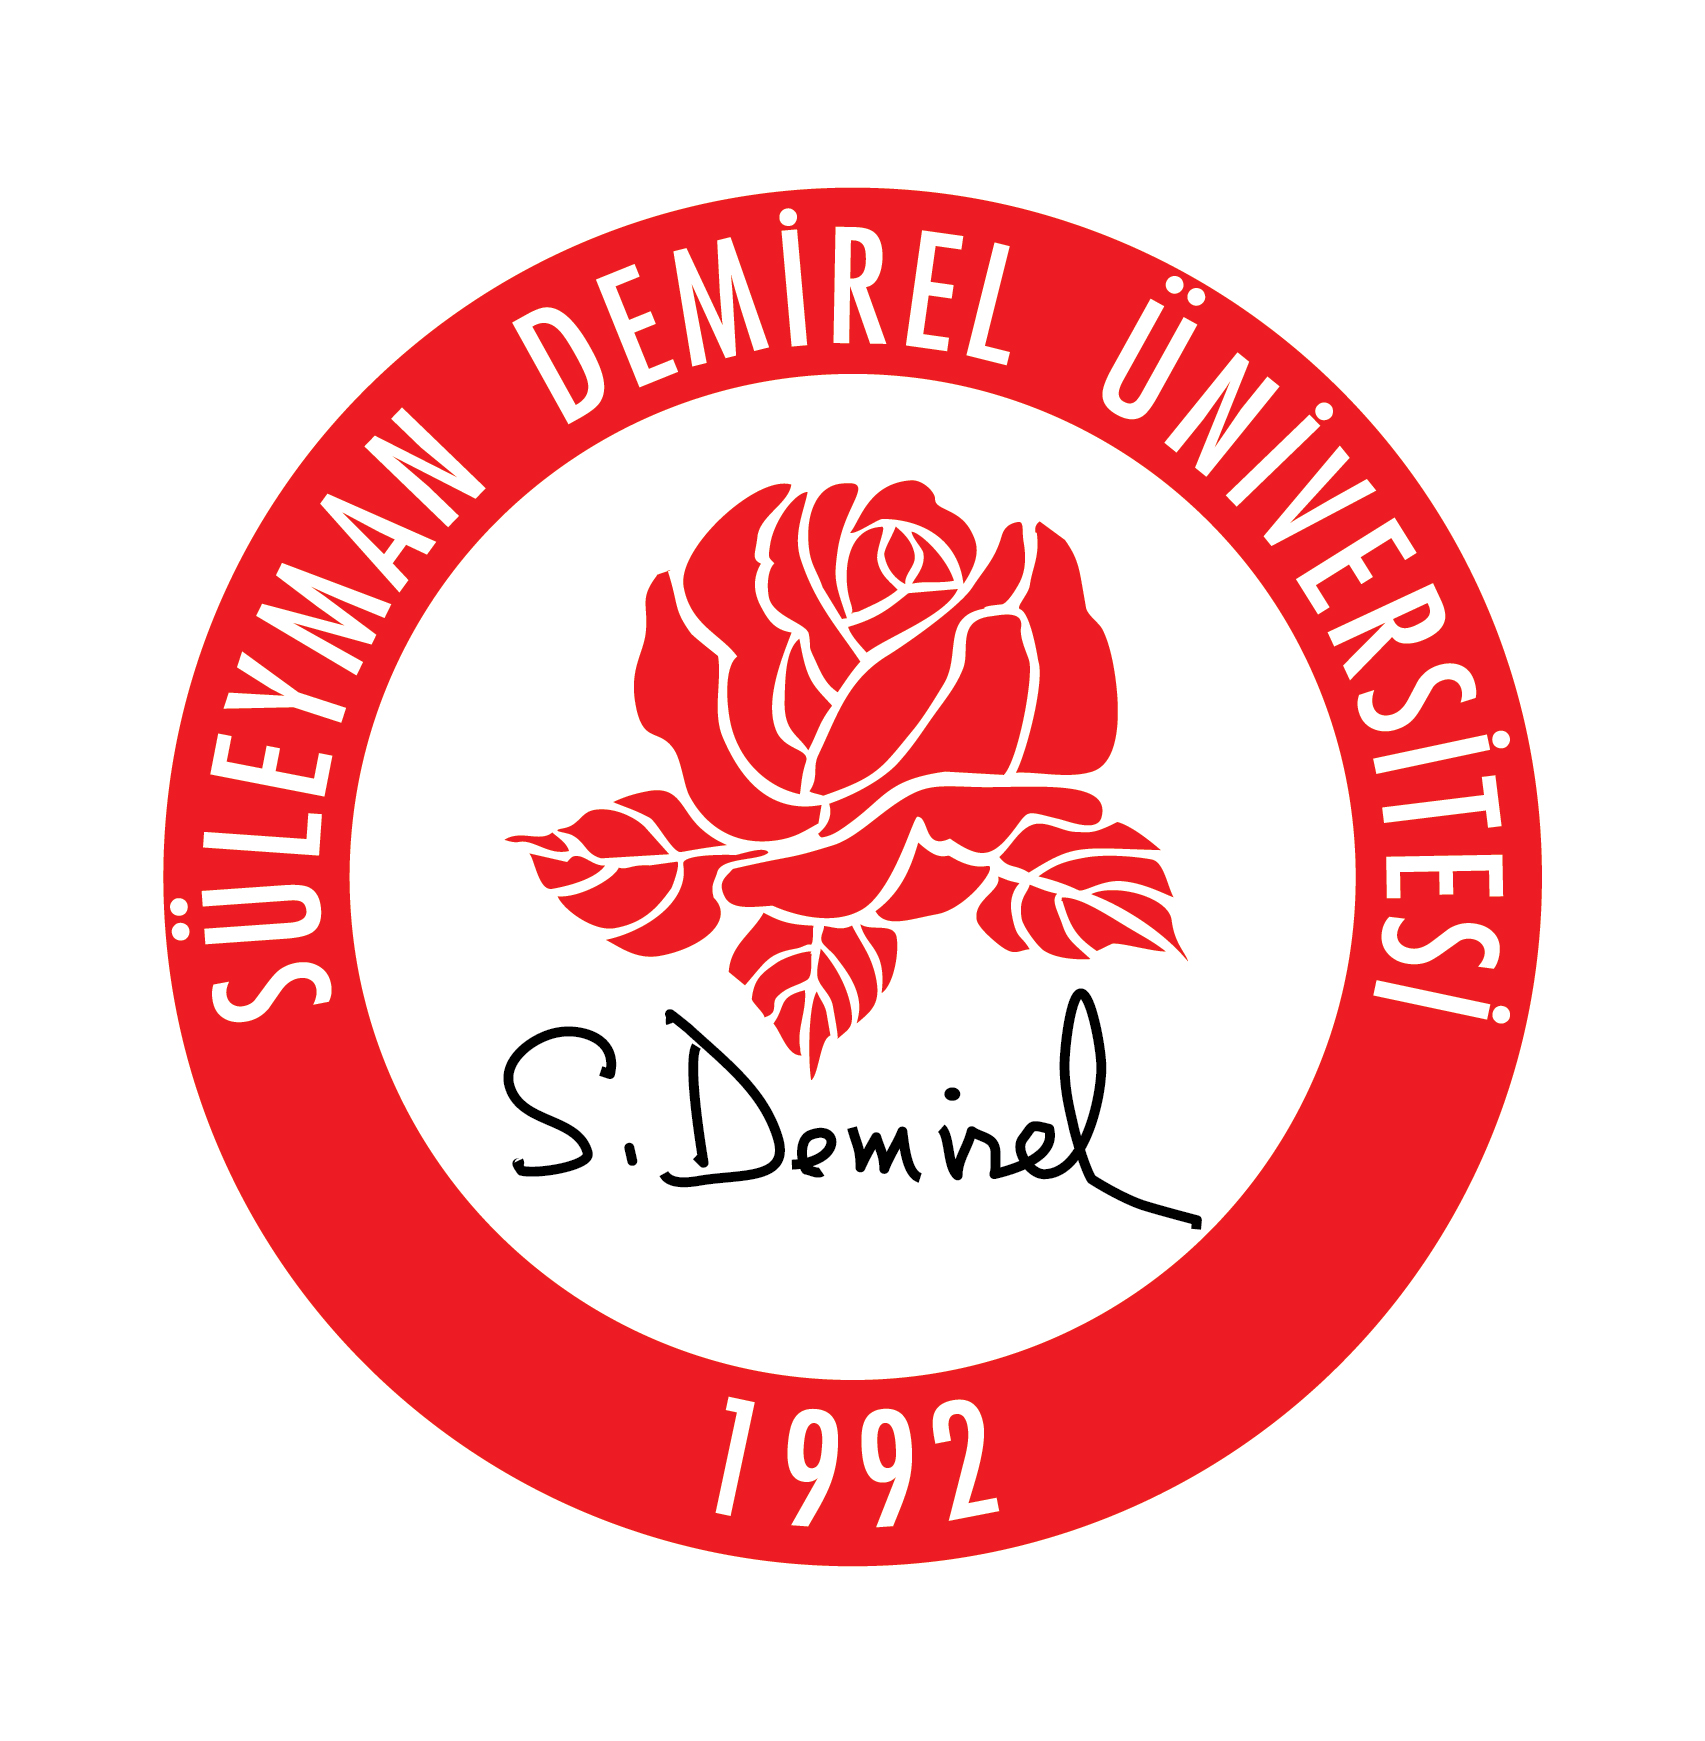 SÜLEYMAN DEMİREL ÜNİVERSİTESİ
S. Demirel
1992